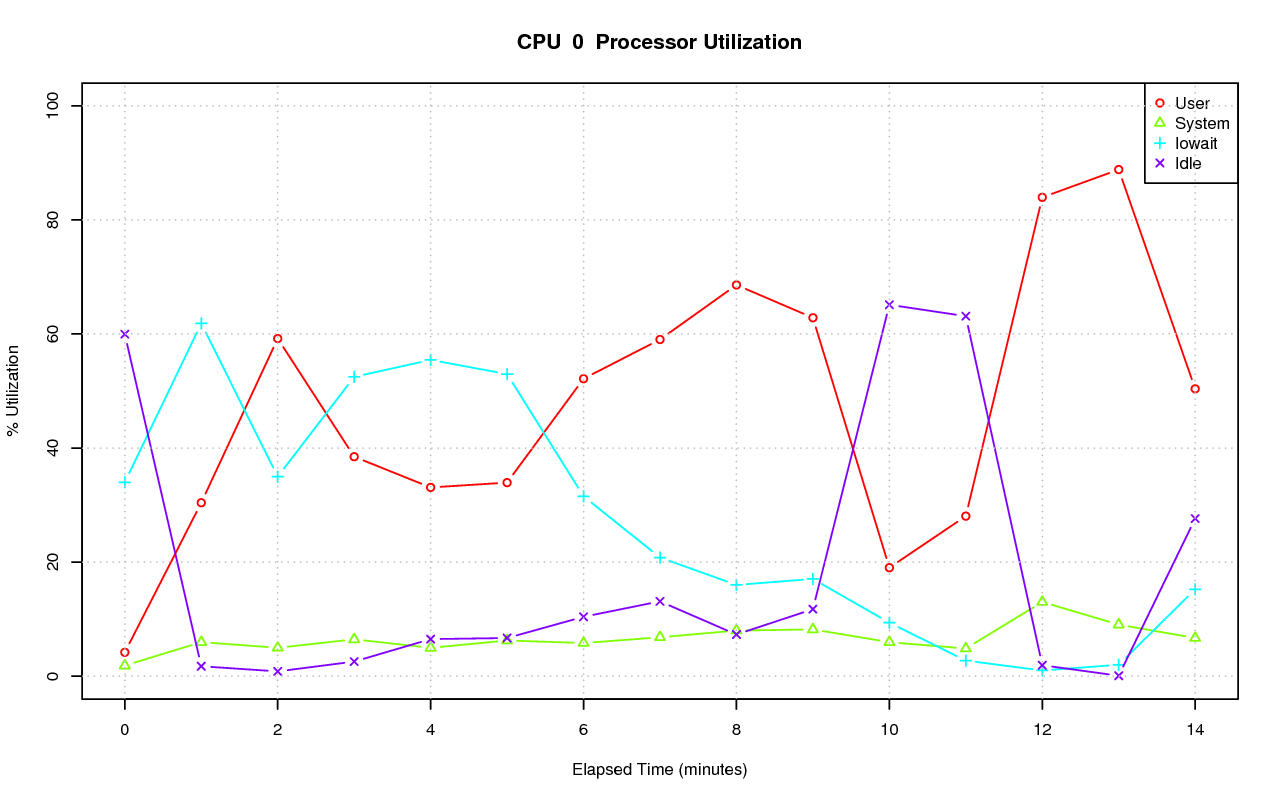 CPU 0 Processor Utilization
User
System
Iowait
Idle
% Utilization
100
80
60
40
20
0
0 2 4 6 8 10 12 14
Elapsed Time (minutes)